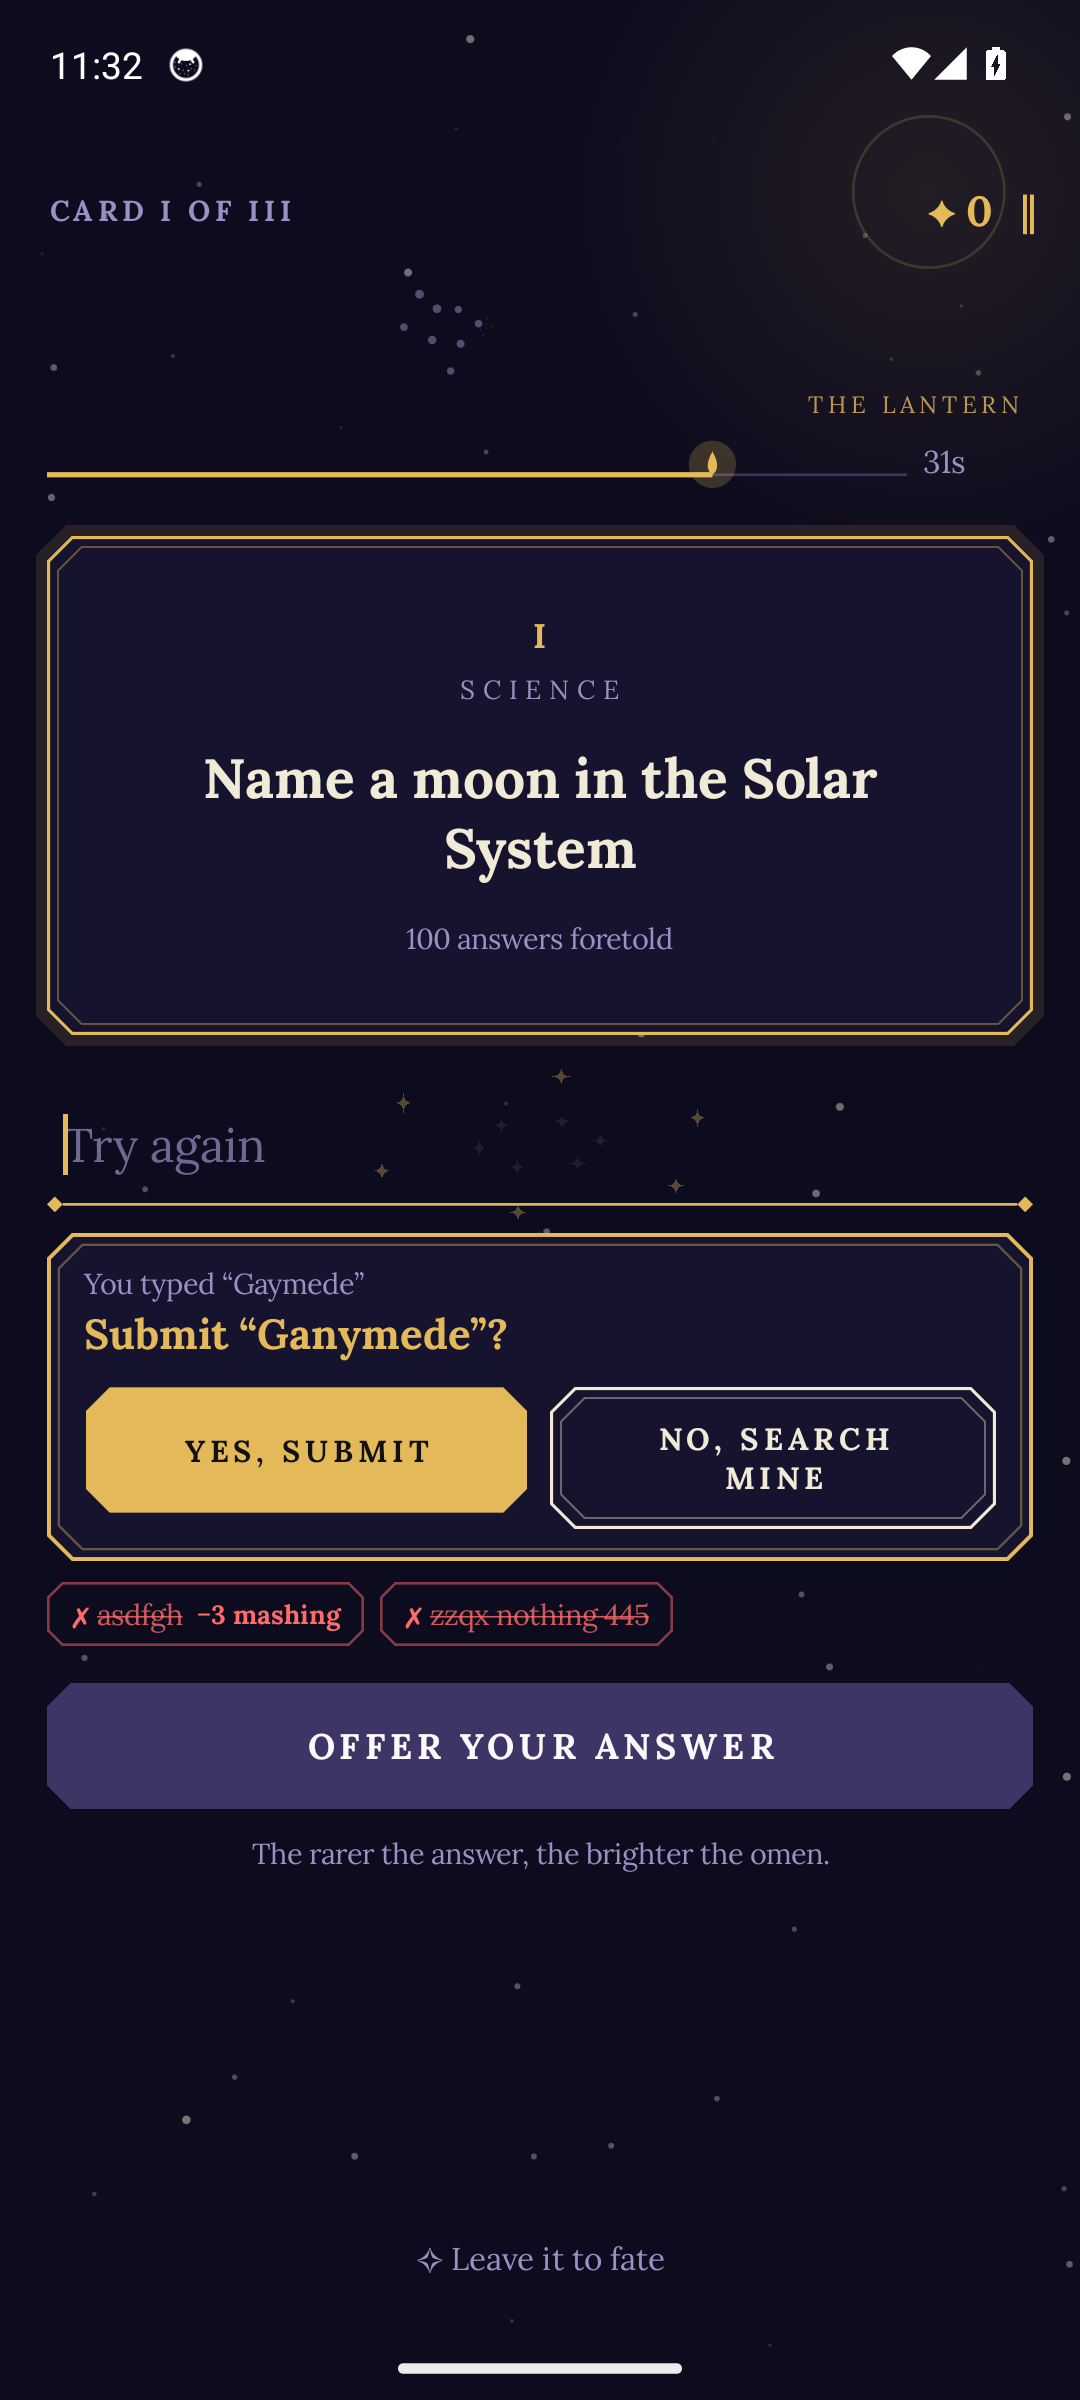 11:32
CARD I OF III
0
THE LANTERN
31s
I
SCIENCE
Name a moon in the Solar
System
100 answers foretold
Try again
You typed “Gaymede”
Submit “Ganymede”?
YES, SUBMIT
NO, SEARCH
MINE
✗ asdfgh −3 mashing
✗ zzqx nothing 445
OFFER YOUR ANSWER
The rarer the answer, the brighter the omen.
✧ Leave it to fate